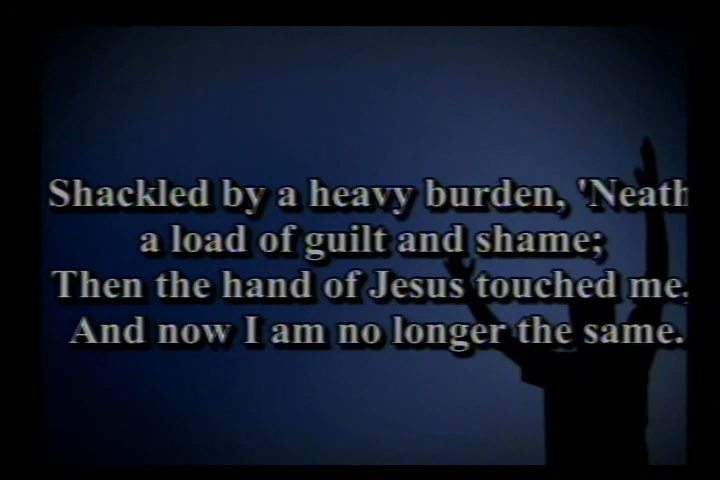 Shackled by a heavy burden, 'Neath
a load of guilt and shame;
Then the hand of Jesus touched me.
And now I am no longer the same.